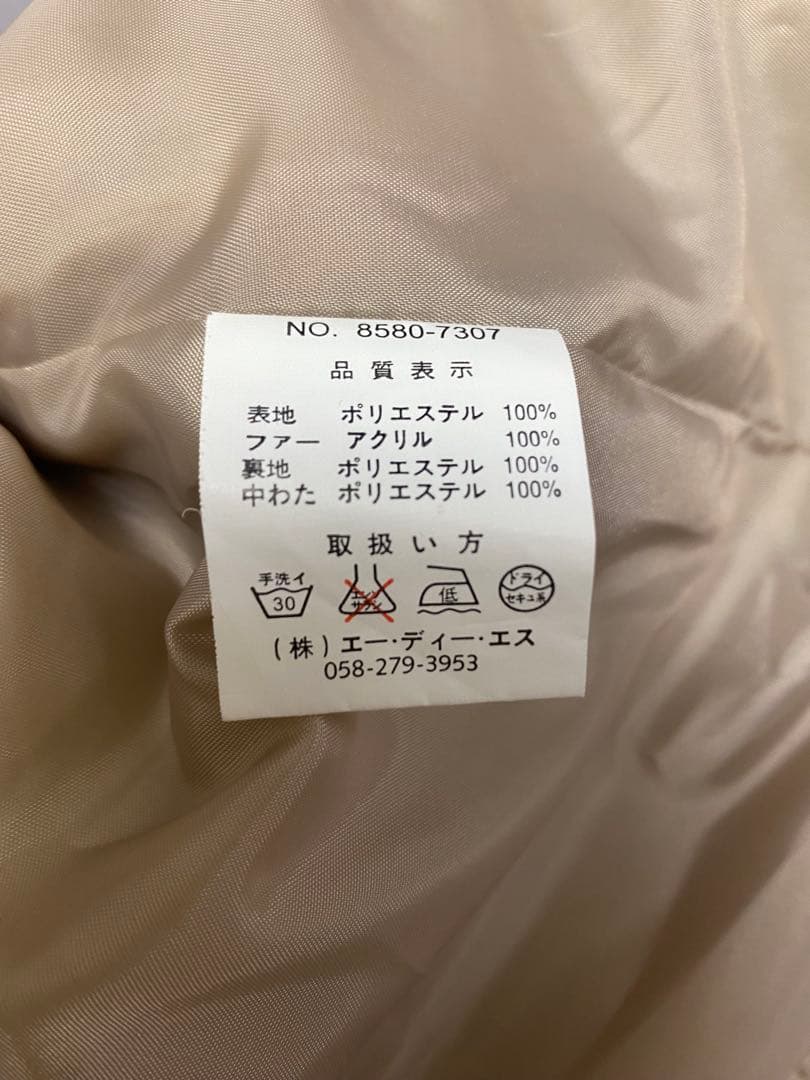 NO. 8580-7307
品質表示
表地 ポリエステル 100%
ファー アクリル 100%
裏地 ポリエステル 100%
中わた ポリエステル 100%
取扱い方
手洗イ 30 エンソサラシ 低 ドライ セキユ系
(株)エー・ディー・エス
058-279-3953